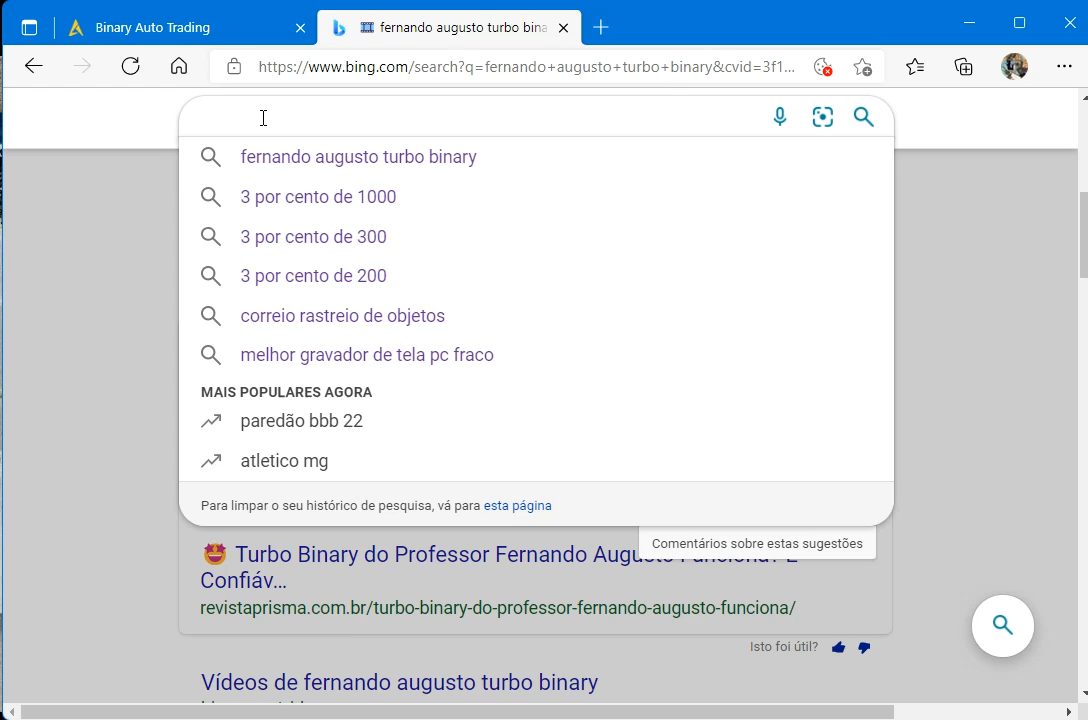 Binary Auto Trading
fernando augusto turbo bina
https://www.bing.com/search?q=fernando+augusto+turbo+binary&cvid=3f1...
fernando augusto turbo binary
3 por cento de 1000
3 por cento de 300
3 por cento de 200
correio rastreio de objetos
melhor gravador de tela pc fraco
MAIS POPULARES AGORA
paredão bbb 22
atletico mg
Para limpar o seu histórico de pesquisa, vá para esta página
Comentários sobre estas sugestões
Turbo Binary do Professor Fernando Augusto Funciona? É
Confiáv...
revistaprisma.com.br/turbo-binary-do-professor-fernando-augusto-funciona/
Isto foi útil?
Vídeos de fernando augusto turbo binary